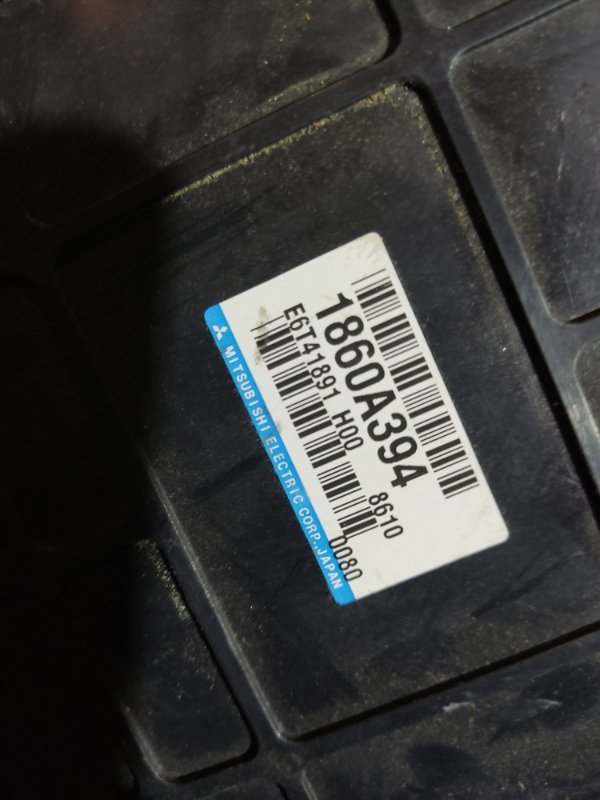 1860A394
8610
E6T41891 H00
0080
MITSUBISHI ELECTRIC CORP. JAPAN